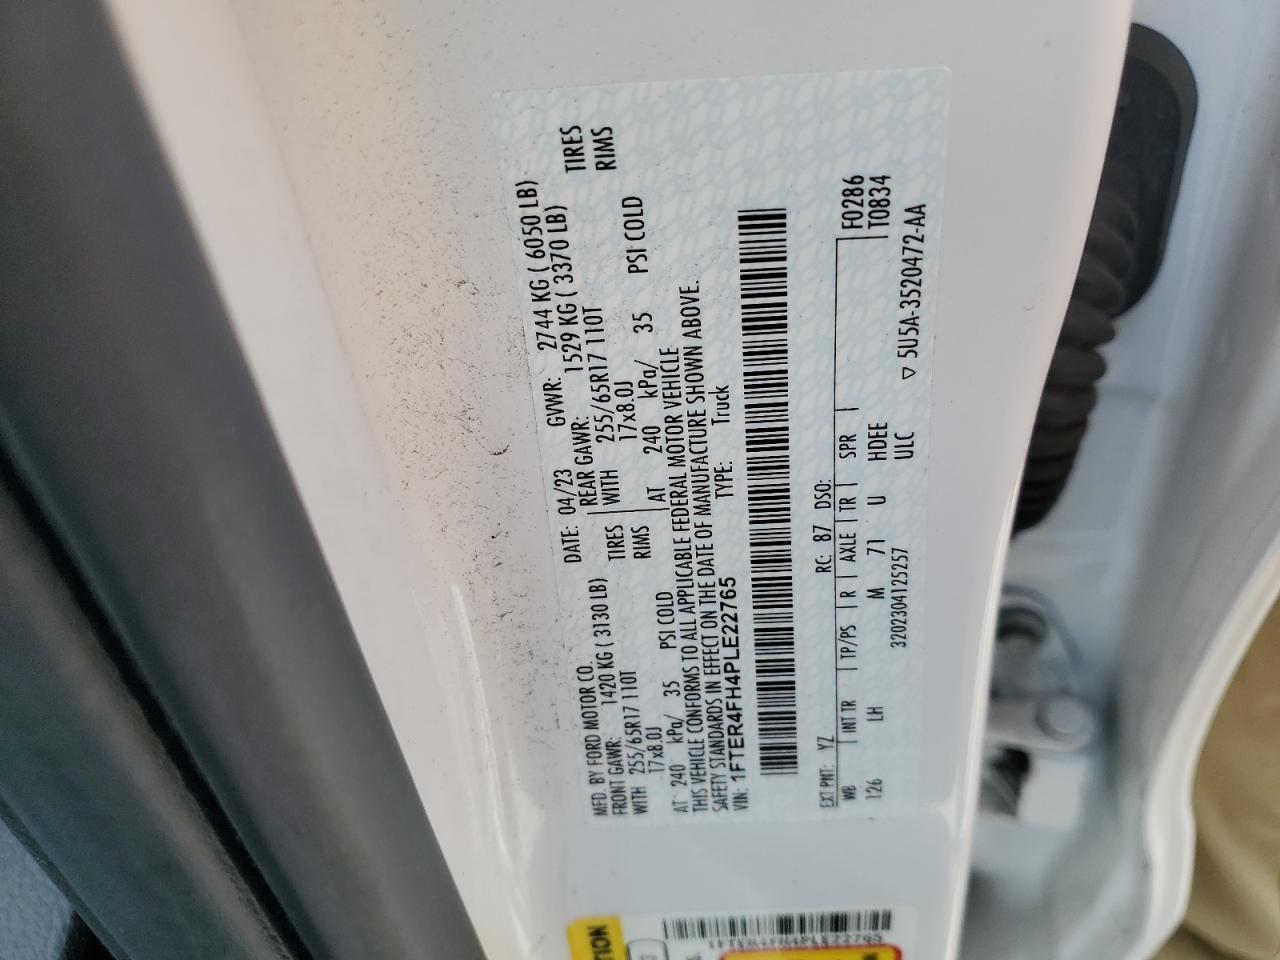 MFD. BY FORD MOTOR CO.
DATE: 04/23 GVWR: 2744 KG ( 6050 LB)
FRONT GAWR: 1420 KG ( 3130 LB)
REAR GAWR: 1529 KG ( 3370 LB)
WITH 255/65R17 110T TIRES
WITH 255/65R17 110T TIRES
17x8.0J RIMS
17x8.0J RIMS
AT 240 kPa/ 35 PSI COLD
AT 240 kPa/ 35 PSI COLD
THIS VEHICLE CONFORMS TO ALL APPLICABLE FEDERAL MOTOR VEHICLE
SAFETY STANDARDS IN EFFECT ON THE DATE OF MANUFACTURE SHOWN ABOVE.
VIN: 1FTER4FH4PLE22765 TYPE: Truck
EXT PNT: YZ RC: 87 DSO:
WB INT TR TP/PS R AXLE TR SPR F0286
126 LH M 71 U HDEE T0834
ULC
3202304125257 ▽ 5U5A-3520472-AA
1FTER4FH4PLE22765